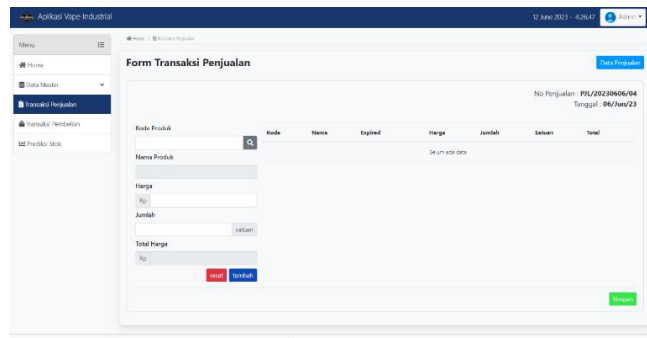 Aplikasi Vape Industrial
12 June 2023 - 4:26:47
Admin
Menu
Home / Transaksi Penjualan
Home
Form Transaksi Penjualan
Data Penjualan
Data Master
Transaksi Penjualan
Transaksi Pembelian
Prediksi Stok
No Penjualan : PJL/20230606/04
Tanggal : 06/Jun/23
Kode Produk
Kode Nama Expired Harga Jumlah Satuan Total
Belum ada data
Nama Produk
Harga
Rp
Jumlah
satuan
Total Harga
Rp
reset tambah
Simpan